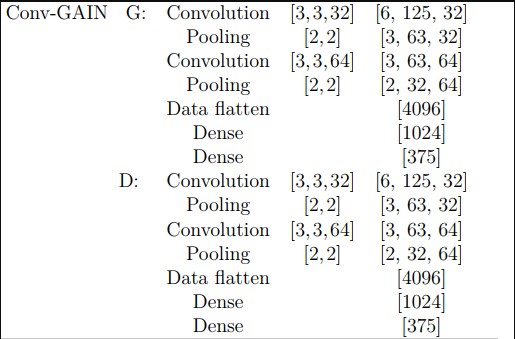 Conv-GAIN G: Convolution [3,3,32] [6, 125, 32]
Pooling [2,2] [3, 63, 32]
Convolution [3,3,64] [3, 63, 64]
Pooling [2,2] [2, 32, 64]
Data flatten [4096]
Dense [1024]
Dense [375]
D: Convolution [3,3,32] [6, 125, 32]
Pooling [2,2] [3, 63, 32]
Convolution [3,3,64] [3, 63, 64]
Pooling [2,2] [2, 32, 64]
Data flatten [4096]
Dense [1024]
Dense [375]